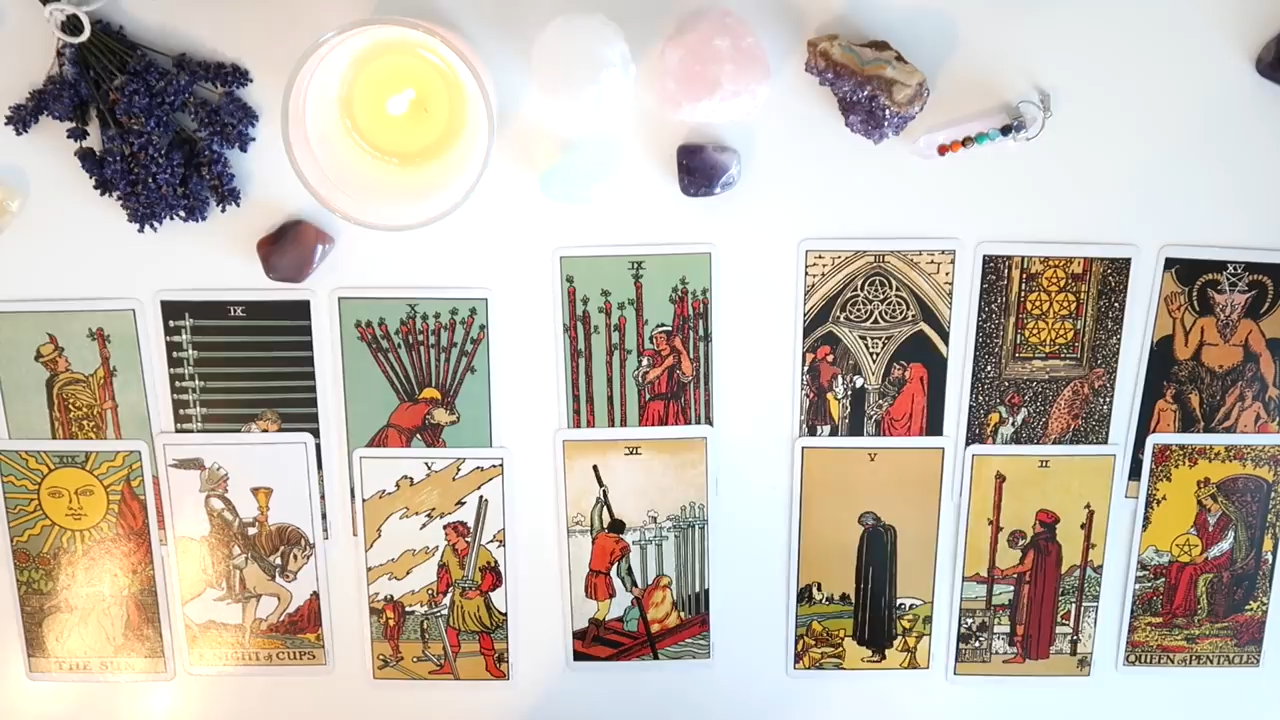 IX
X
IX
III
XV
XIX
THE SUN.
KNIGHT of CUPS
V
VI
V
II
QUEEN of PENTACLES